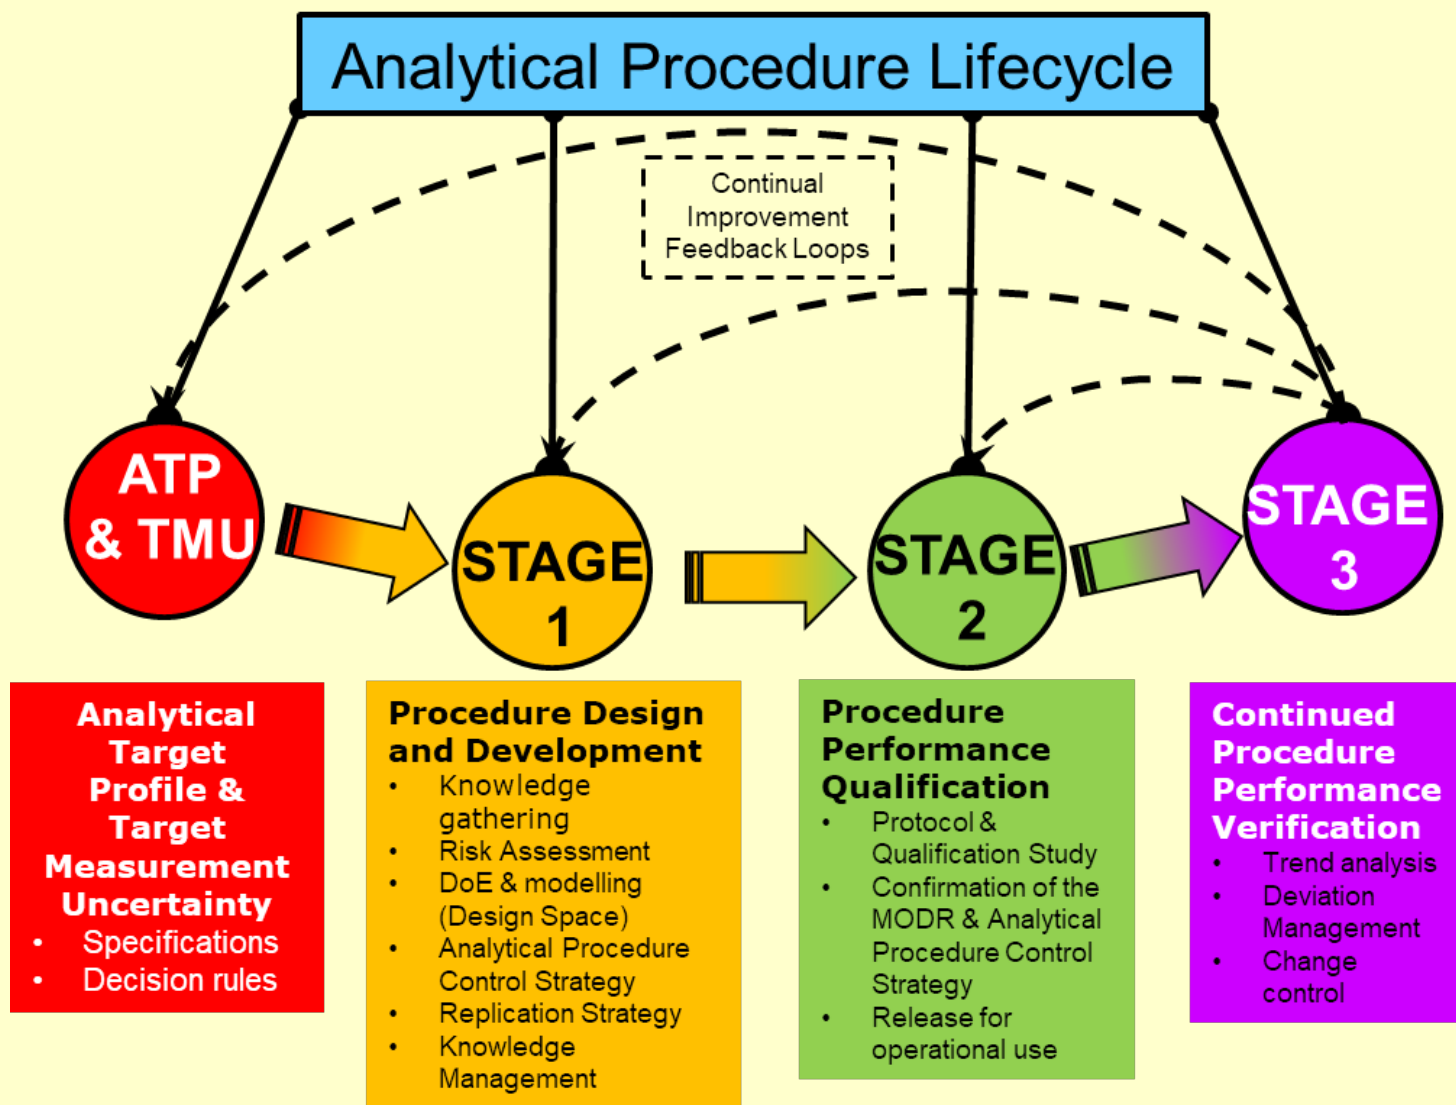 Analytical Procedure Lifecycle
Continual
Improvement
Feedback Loops
ATP
& TMU
STAGE
1
STAGE
2
STAGE
3
Analytical
Target
Profile &
Target
Measurement
Uncertainty
• Specifications
• Decision rules
Procedure Design
and Development
• Knowledge
gathering
• Risk Assessment
• DoE & modelling
(Design Space)
• Analytical Procedure
Control Strategy
• Replication Strategy
• Knowledge
Management
Procedure
Performance
Qualification
• Protocol &
Qualification Study
• Confirmation of the
MODR & Analytical
Procedure Control
Strategy
• Release for
operational use
Continued
Procedure
Performance
Verification
• Trend analysis
• Deviation
Management
• Change
control